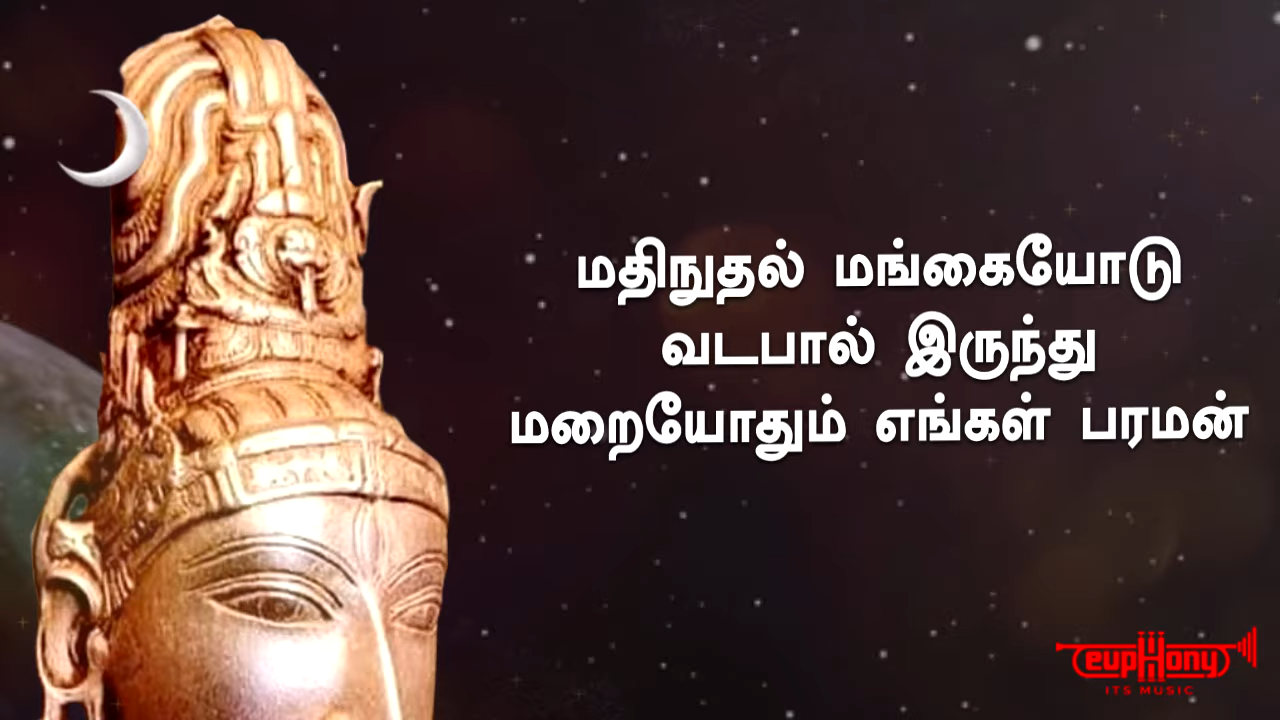 மதிநுதல் மங்கையோடு
வடபால் இருந்து
மறையோதும் எங்கள் பரமன்
euphony
ITS MUSIC